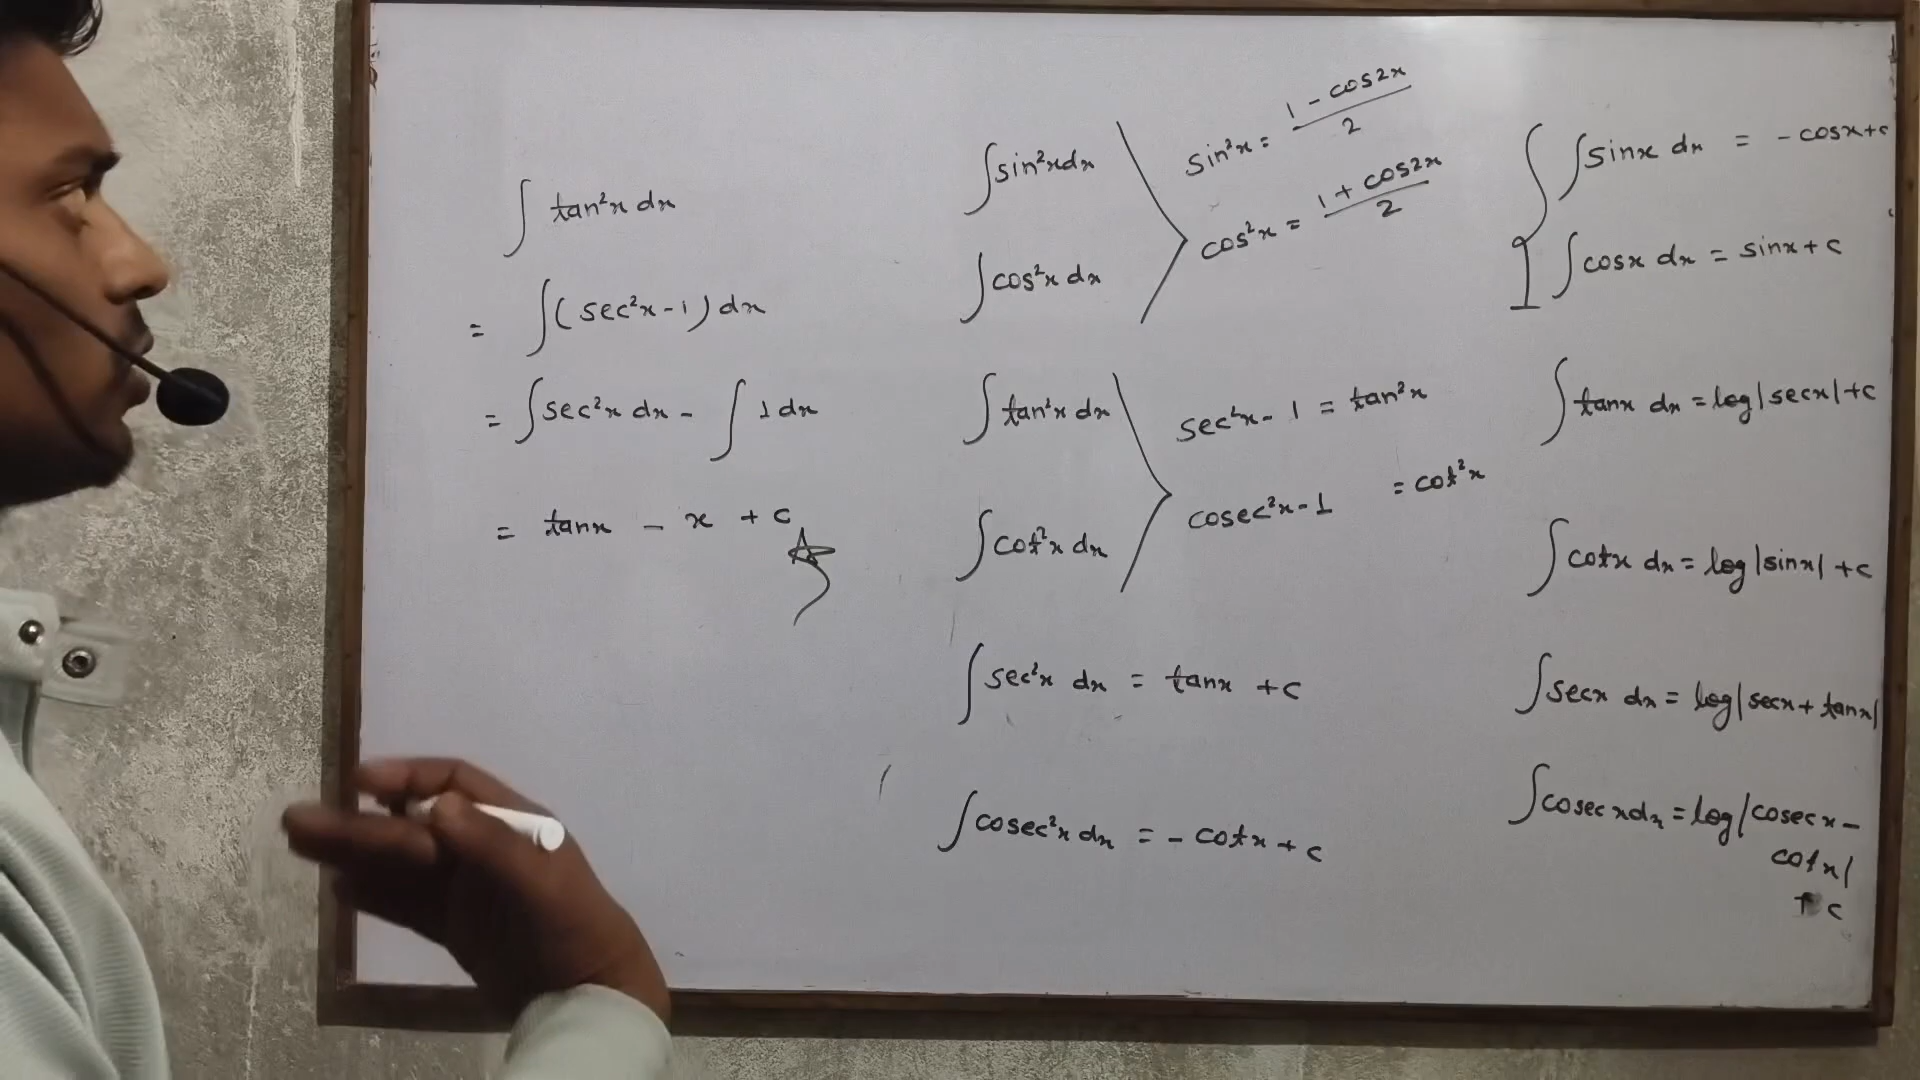 ∫ tan²x dx
= ∫ (sec²x - 1) dx
= ∫ sec²x dx - ∫ 1 dx
= tanx - x + c
∫ sin²x dx
∫ cos²x dx
sin²x = (1 - cos2x)/2
cos²x = (1 + cos2x)/2
∫ tan²x dx
∫ cot²x dx
sec²x - 1 = tan²x
cosec²x - 1 = cot²x
∫ sec²x dx = tanx + c
∫ cosec²x dx = - cotx + c
∫ sinx dx = - cosx + c
∫ cosx dx = sinx + c
∫ tanx dx = log|secx| + c
∫ cotx dx = log|sinx| + c
∫ secx dx = log|secx + tanx|
∫ cosecx dx = log|cosecx -
cotx|
+ c